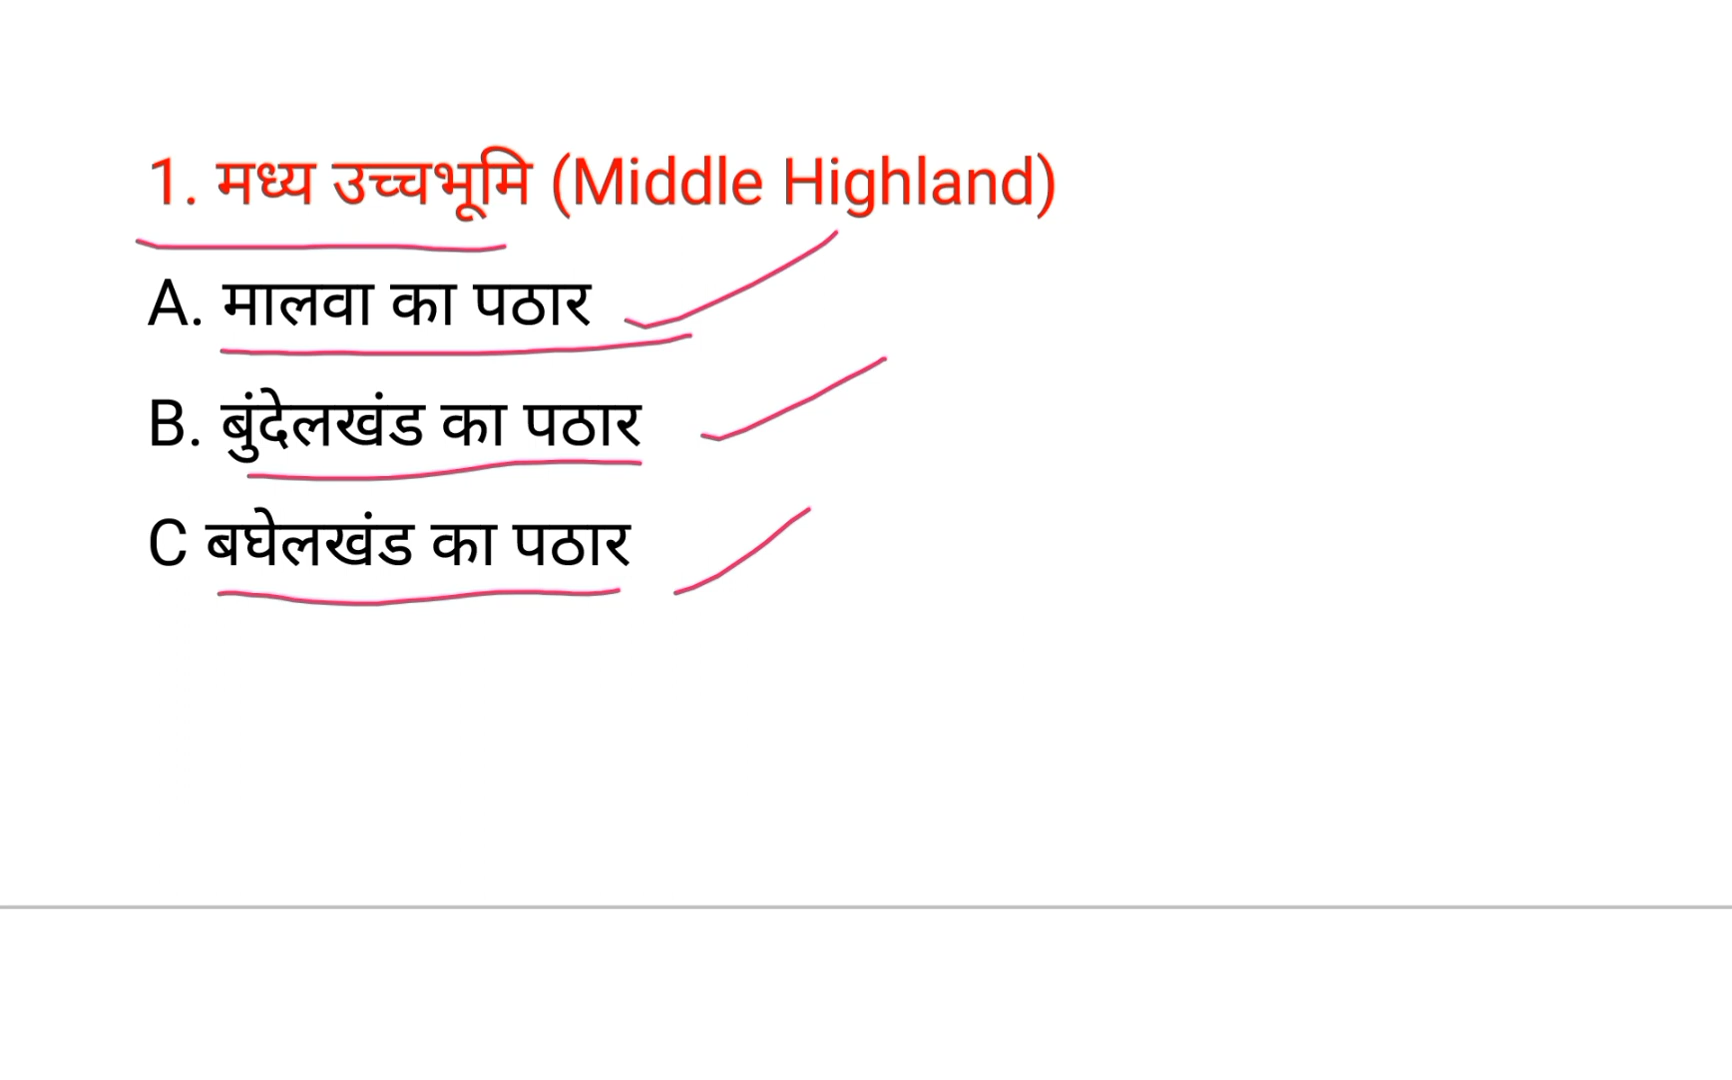 1. मध्य उच्चभूमि (Middle Highland)
A. मालवा का पठार
B. बुंदेलखंड का पठार
C बघेलखंड का पठार